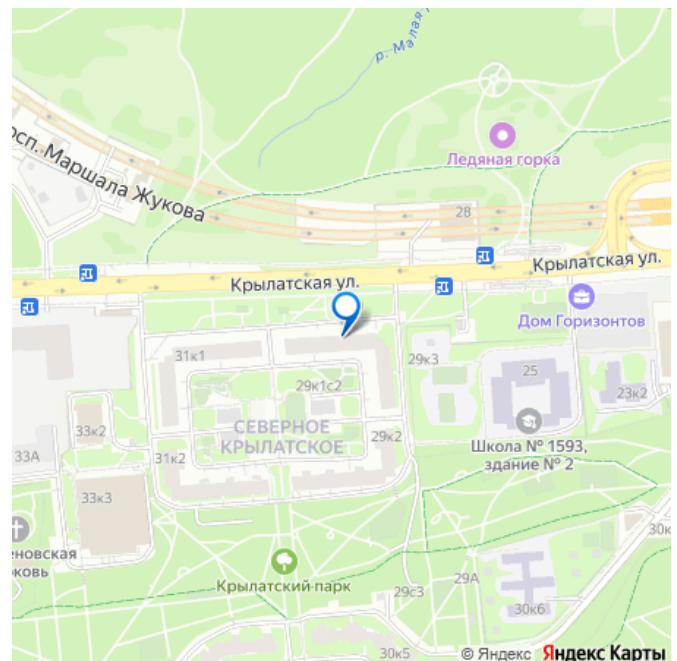 р. Малая
Ледяная горка
просп. Маршала Жукова
28
Крылатская ул.
Крылатская ул.
Дом Горизонтов
31к1
29к3
25
29к1с2
23к2
СЕВЕРНОЕ
КРЫЛАТСКОЕ
33к2
29к2
Школа № 1593,
здание № 2
33А
31к2
33к3
еновская
рковь
30к
Крылатский парк
29с3
29А
30к6
30к5
© Яндекс Яндекс Карты